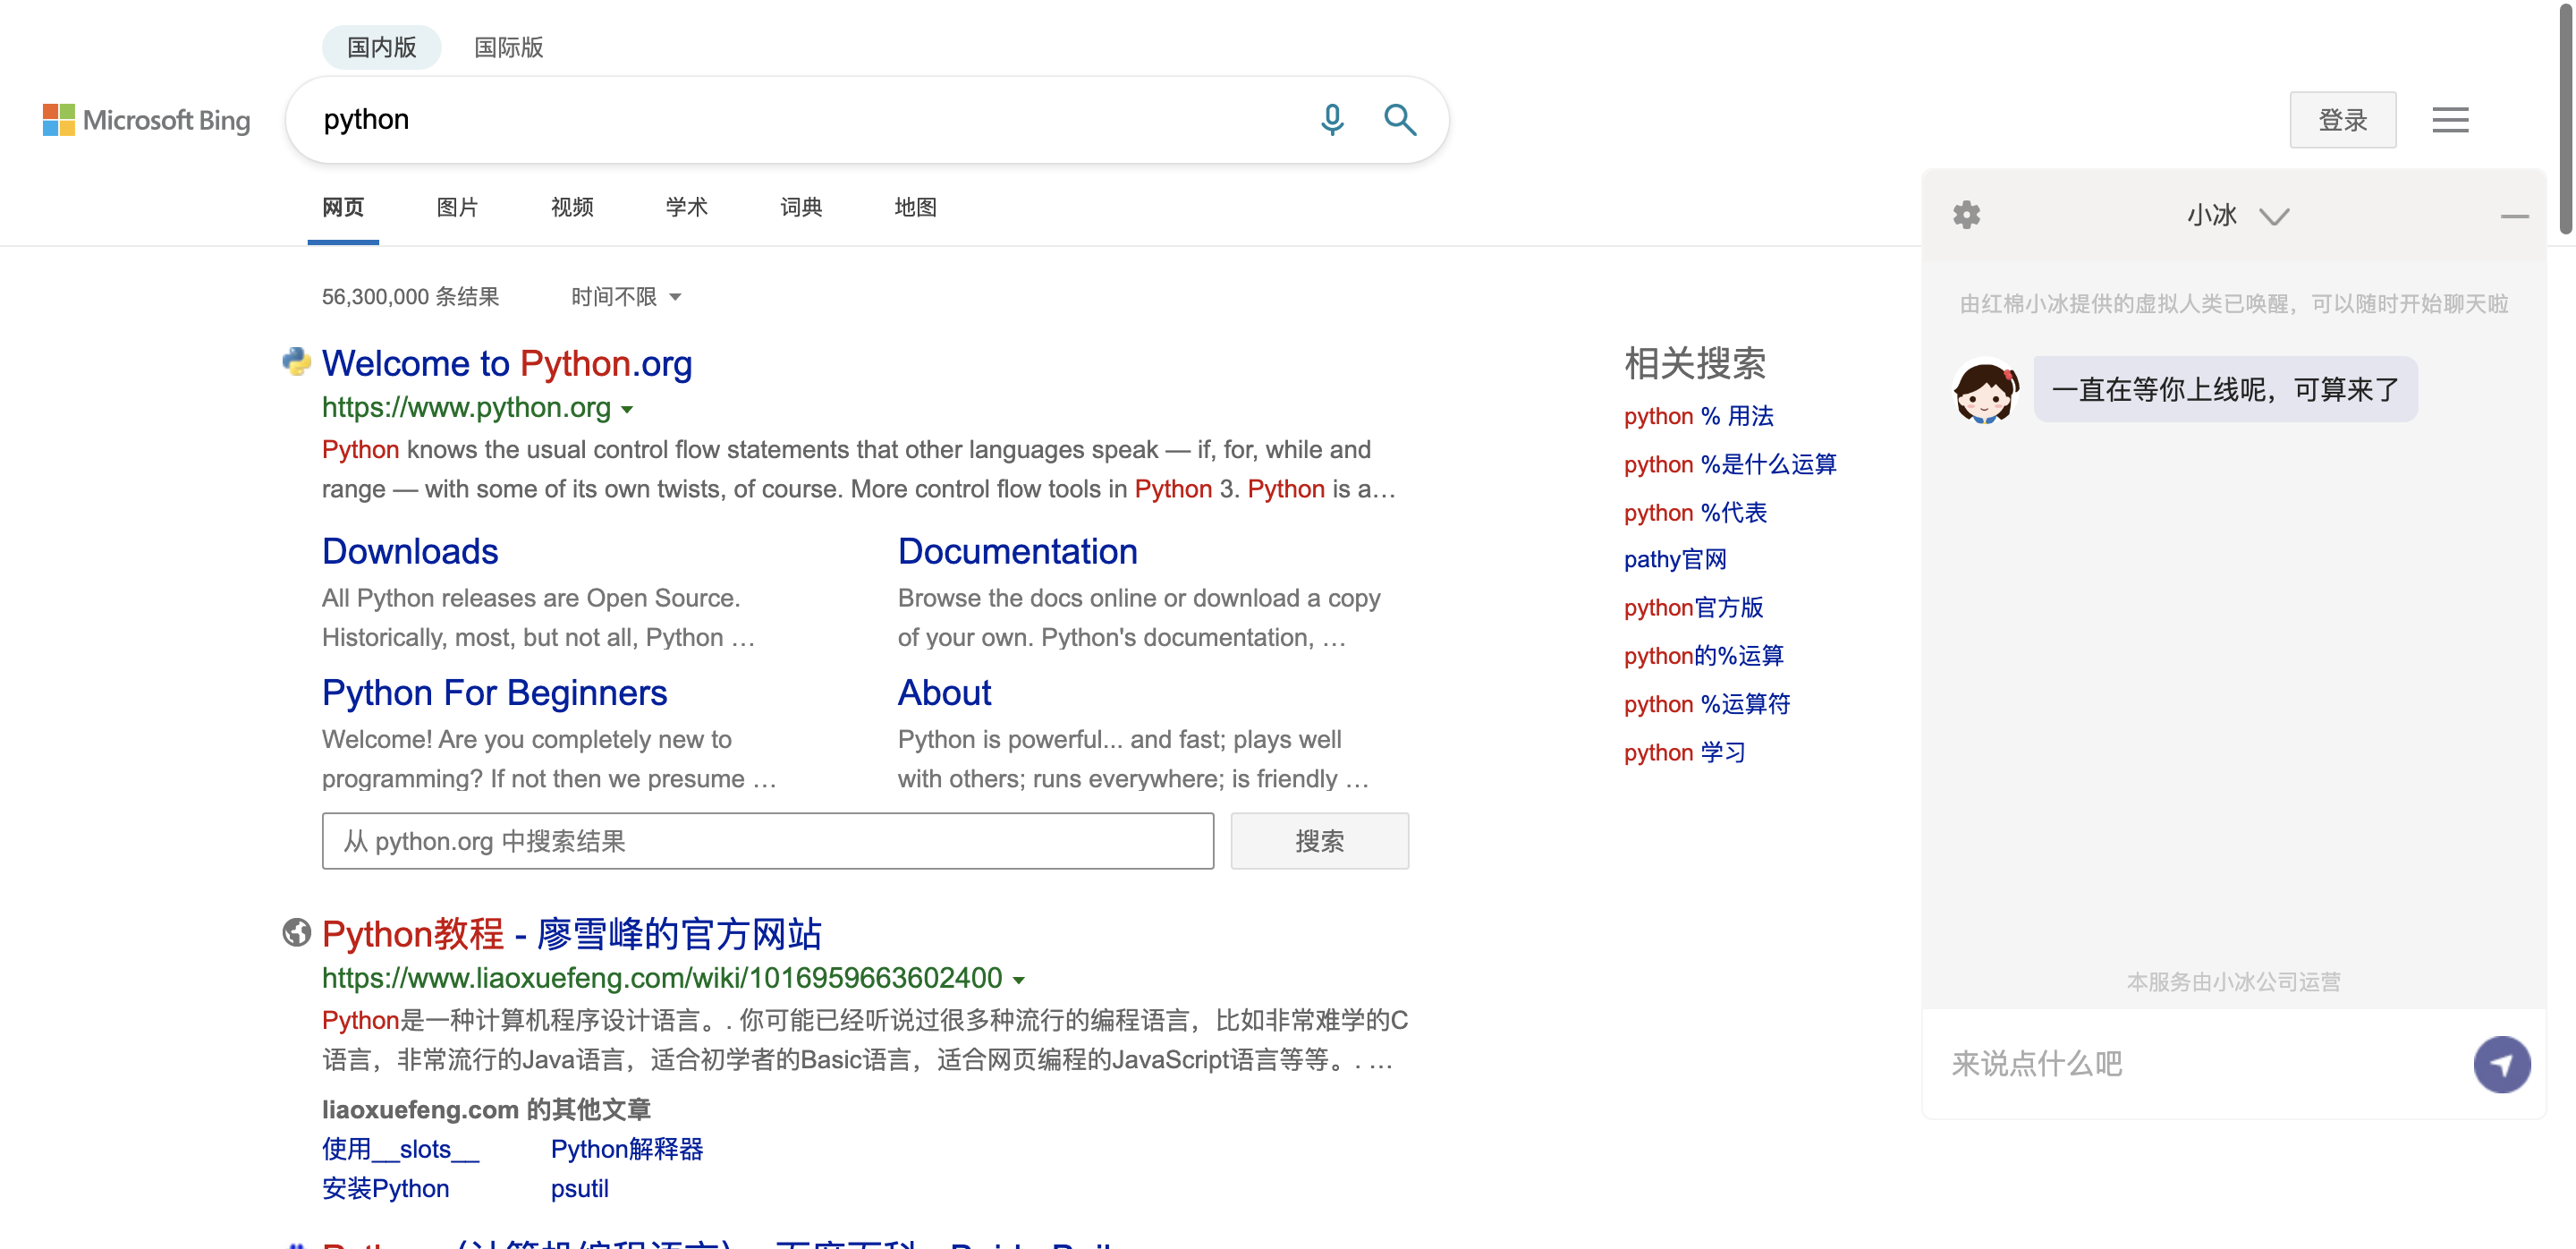 国内版 国际版
Microsoft Bing
python
登录
网页 图片 视频 学术 词典 地图
56,300,000 条结果 时间不限
Welcome to Python.org
https://www.python.org
Python knows the usual control flow statements that other languages speak — if, for, while and
range — with some of its own twists, of course. More control flow tools in Python 3. Python is a…
Downloads
All Python releases are Open Source.
Historically, most, but not all, Python …
Documentation
Browse the docs online or download a copy
of your own. Python's documentation, …
Python For Beginners
Welcome! Are you completely new to
programming? If not then we presume …
About
Python is powerful... and fast; plays well
with others; runs everywhere; is friendly …
从 python.org 中搜索结果
搜索
Python教程 - 廖雪峰的官方网站
https://www.liaoxuefeng.com/wiki/1016959663602400
Python是一种计算机程序设计语言。. 你可能已经听说过很多种流行的编程语言，比如非常难学的C
语言，非常流行的Java语言，适合初学者的Basic语言，适合网页编程的JavaScript语言等等。. …
liaoxuefeng.com 的其他文章
使用__slots__ Python解释器
安装Python psutil
相关搜索
python % 用法
python %是什么运算
python %代表
pathy官网
python官方版
python的%运算
python %运算符
python 学习
小冰
由红棉小冰提供的虚拟人类已唤醒，可以随时开始聊天啦
一直在等你上线呢，可算来了
本服务由小冰公司运营
来说点什么吧